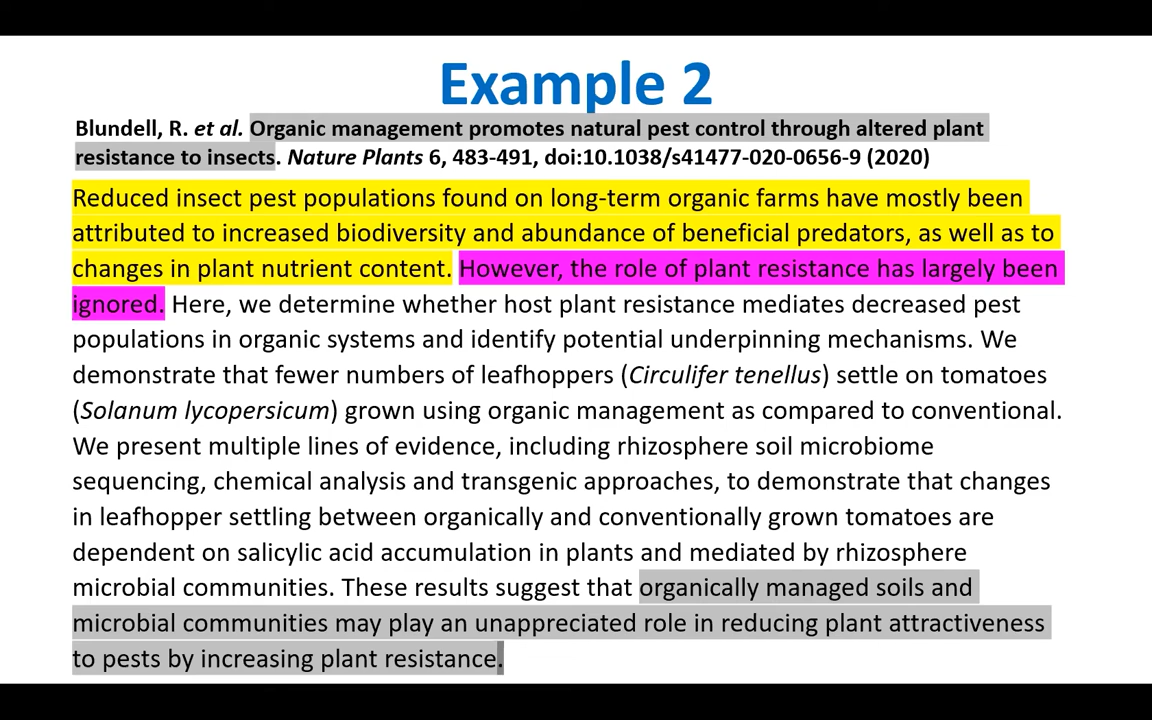 Example 2
Blundell, R. et al. Organic management promotes natural pest control through altered plant
resistance to insects. Nature Plants 6, 483-491, doi:10.1038/s41477-020-0656-9 (2020)
Reduced insect pest populations found on long-term organic farms have mostly been
attributed to increased biodiversity and abundance of beneficial predators, as well as to
changes in plant nutrient content. However, the role of plant resistance has largely been
ignored. Here, we determine whether host plant resistance mediates decreased pest
populations in organic systems and identify potential underpinning mechanisms. We
demonstrate that fewer numbers of leafhoppers (Circulifer tenellus) settle on tomatoes
(Solanum lycopersicum) grown using organic management as compared to conventional.
We present multiple lines of evidence, including rhizosphere soil microbiome
sequencing, chemical analysis and transgenic approaches, to demonstrate that changes
in leafhopper settling between organically and conventionally grown tomatoes are
dependent on salicylic acid accumulation in plants and mediated by rhizosphere
microbial communities. These results suggest that organically managed soils and
microbial communities may play an unappreciated role in reducing plant attractiveness
to pests by increasing plant resistance.